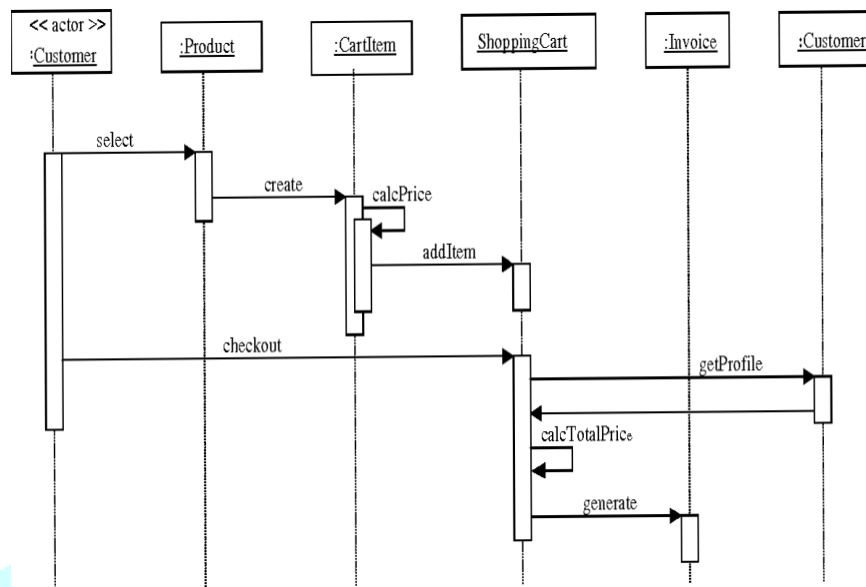 << actor >>
:Customer
:Product
:CartItem
ShoppingCart
:Invoice
:Customer
select
create
calcPrice
addItem
checkout
getProfile
calcTotalPrice
generate